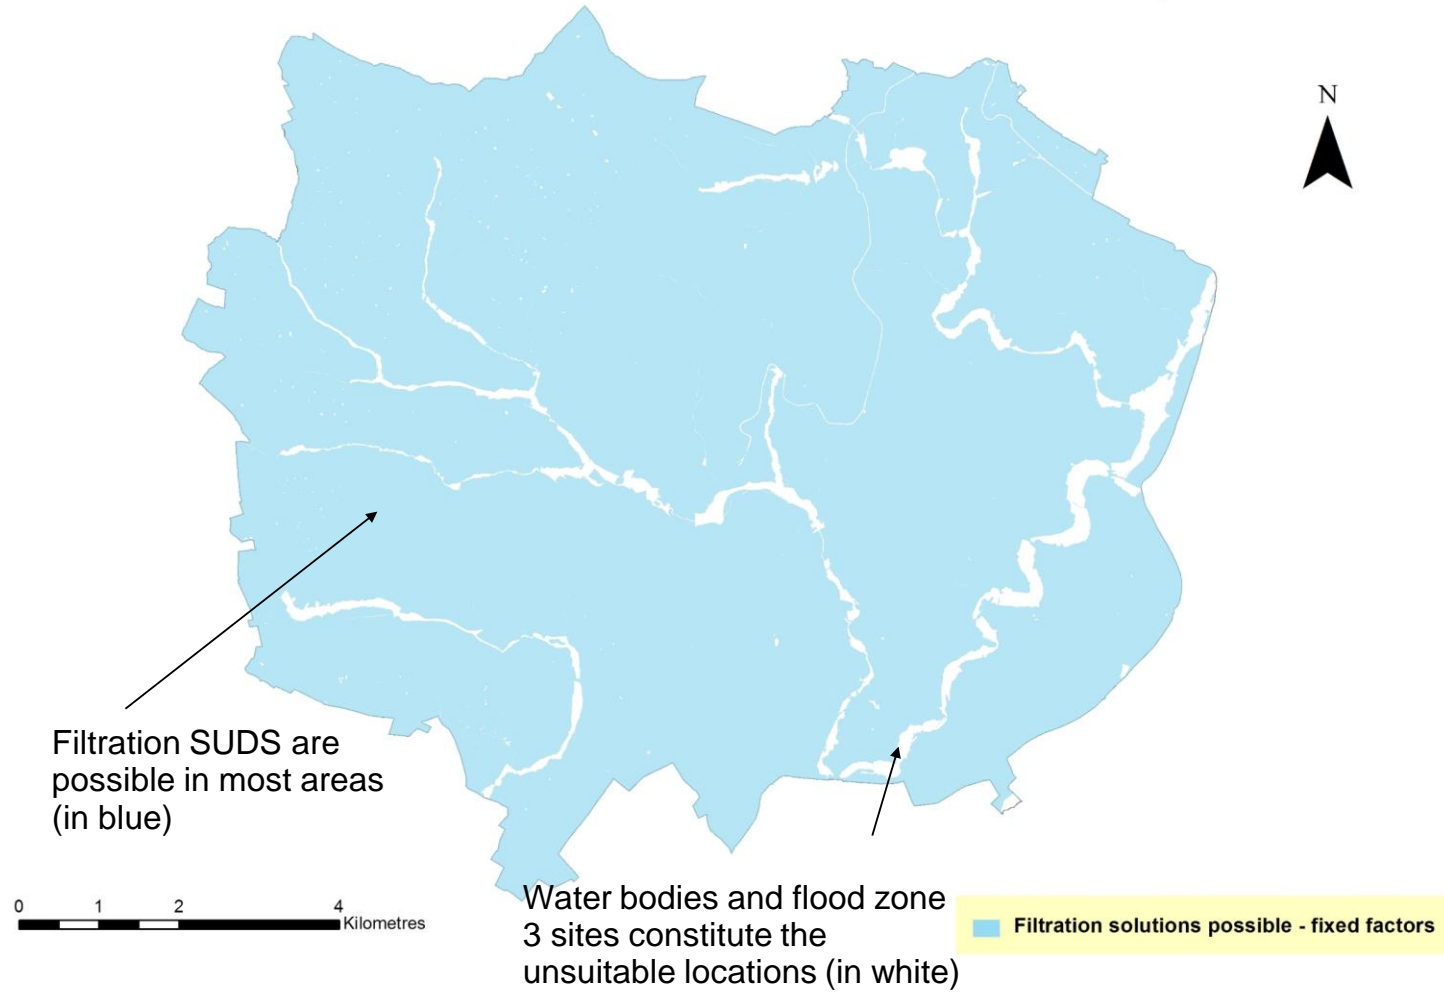 N
Filtration SUDS are
possible in most areas
(in blue)
0 1 2 4
Kilometres
Water bodies and flood zone
3 sites constitute the
unsuitable locations (in white)
Filtration solutions possible - fixed factors